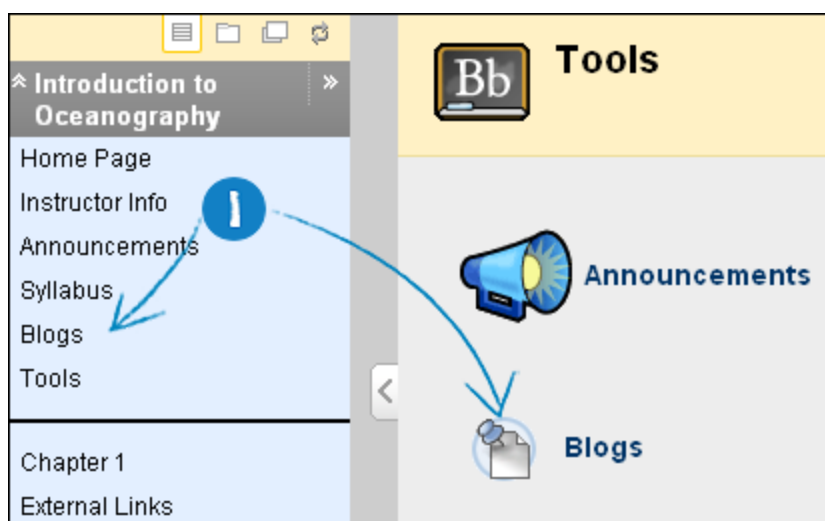 Introduction to
Oceanography
Home Page
Instructor Info
Announcements
Syllabus
Blogs
Tools
Chapter 1
External Links
1
Bb
Tools
Announcements
Blogs